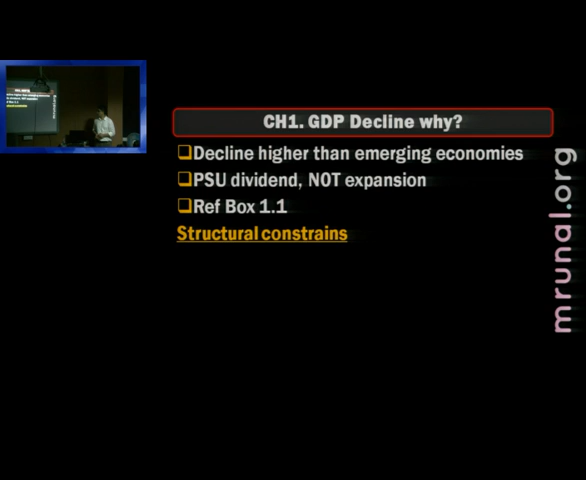 CH1. GDP Decline why?
Decline higher than emerging economies
PSU dividend, NOT expansion
Ref Box 1.1
Structural constrains
mrunal.org